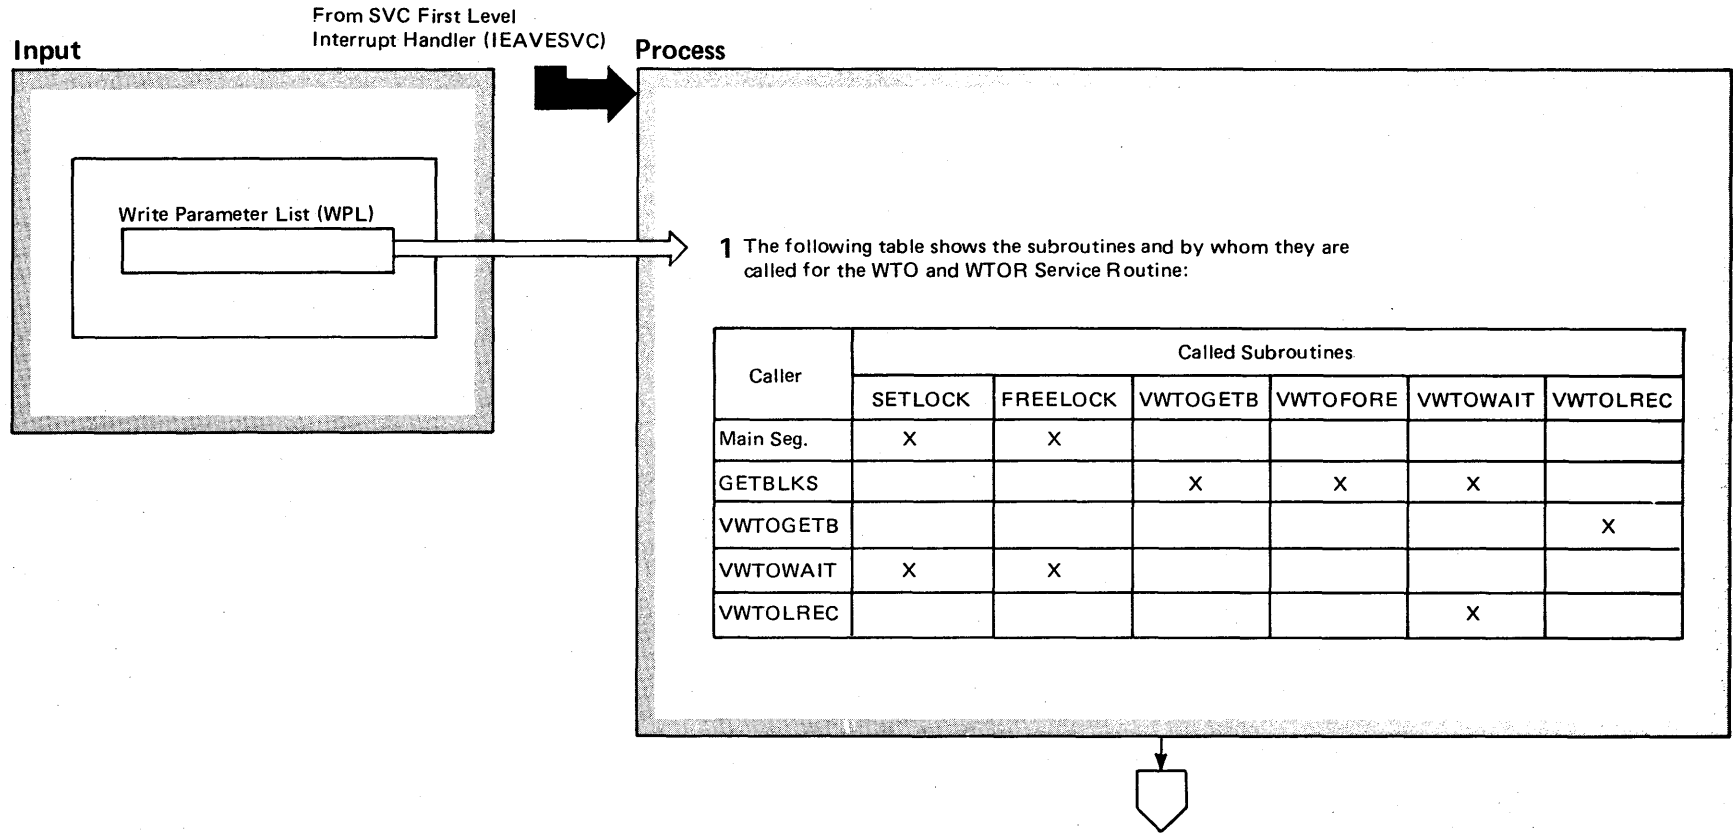 From SVC First Level
Interrupt Handler (IEAVESVC)
Input
Process
Write Parameter List (WPL)
1 The following table shows the subroutines and by whom they are
called for the WTO and WTOR Service Routine:
Caller
Called Subroutines
SETLOCK FREELOCK VWTOGETB VWTOFORE VWTOWAIT VWTOLREC
Main Seg. X X
GETBLKS X X X
VWTOGETB X
VWTOWAIT X X
VWTOLREC X